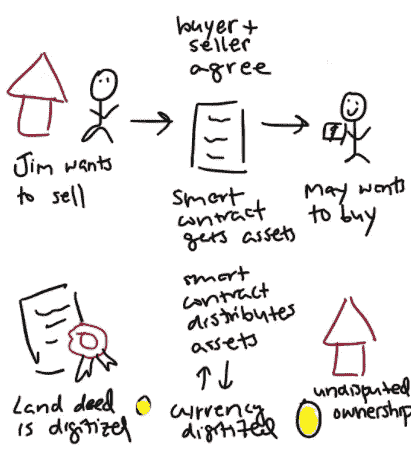 buyer +
seller
agree
Jim wants
to sell
smart
contract
gets assets
May wants
to buy
smart
contract
distributes
assets
Land deed
is digitized
currency
digitized
undisputed
ownership